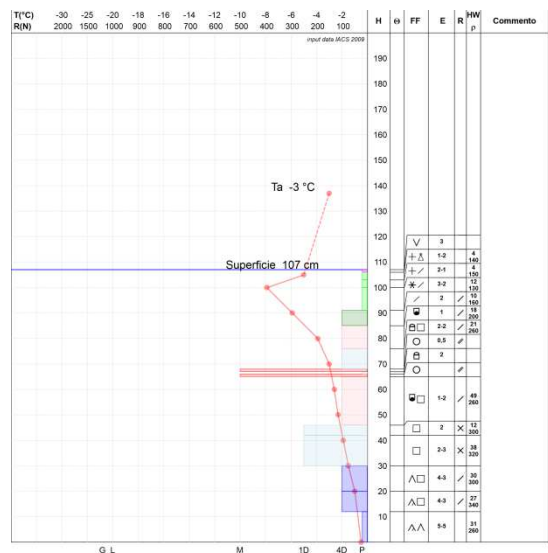 T(°C) -30 -25 -20 -18 -16 -14 -12 -10 -8 -6 -4 -2 H Θ FF E R HW ρ Commento
R(N) 2000 1000 900 800 700 600 500 400 300 200 100
input data IACS 2009
190
180
170
160
150
Ta -3 °C
140
130
120
V 3
110
+ 1-2 4 140
Superficie 107 cm
+ ∕ 2-1 4 150
100
∕ 3-2 12 130
∕ 2 ∕ 10 160
90
1 ∕ 18 200
□ 2-2 ∕ 21 260
80
○ 0,5
2
70
○
60
□ 1-2 ∕ 49 260
50
□ 2 × 12 300
40
□ 2-3 × 38 320
30
∧□ 4-3 ∕ 30 300
20
∧□ 4-3 ∕ 27 340
10
∧∧ 5-5 31 260
G L M 1D 4D P